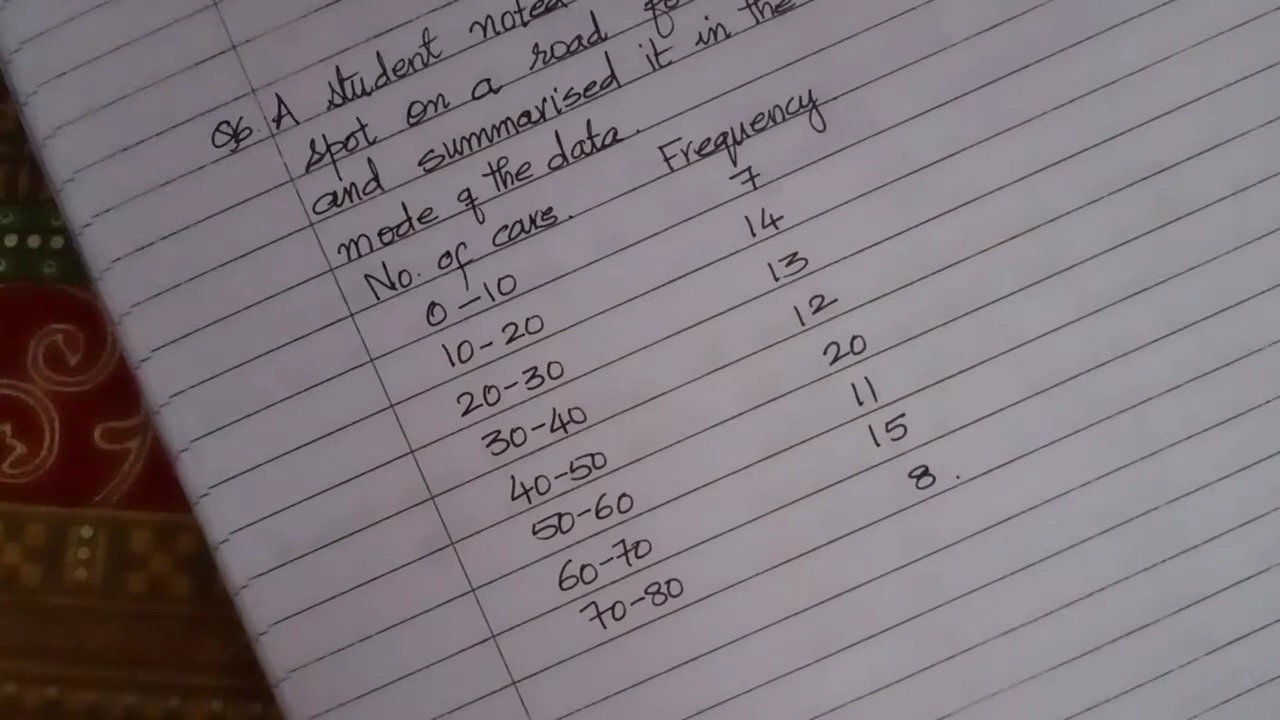 Q6. A student noted
spot on a road
and summarised it in the
mode of the data.
No. of cars. Frequency
0-10 7
10-20 14
20-30 13
30-40 12
40-50 20
50-60 11
60-70 15
70-80 8.